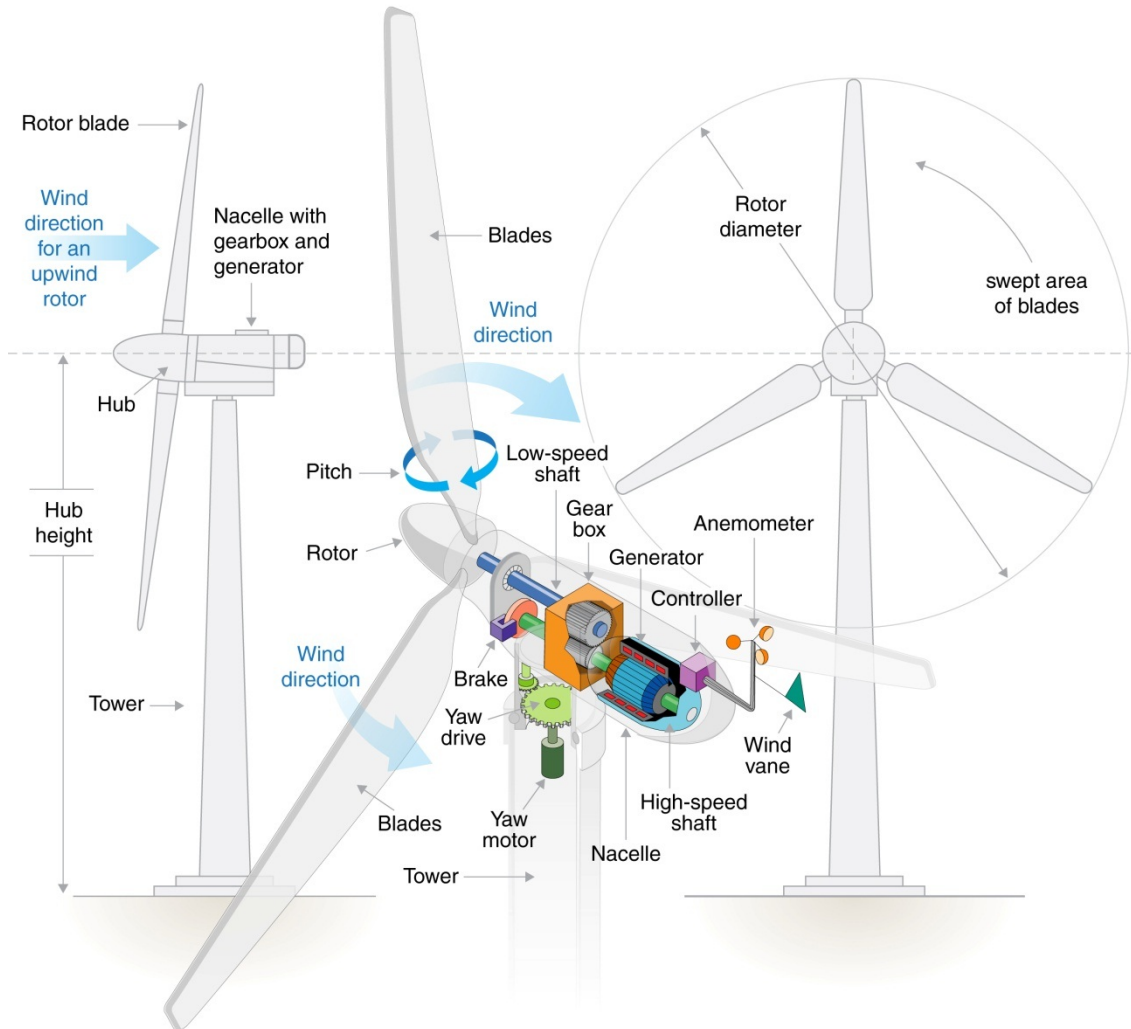 Rotor blade
Wind
direction
for an
upwind
rotor
Nacelle with
gearbox and
generator
Hub
Hub
height
Tower
Blades
Wind
direction
Pitch
Rotor
Low-speed
shaft
Gear
box
Generator
Controller
Anemometer
Brake
Yaw
drive
Yaw
motor
Wind
direction
Blades
Tower
Nacelle
High-speed
shaft
Wind
vane
Rotor
diameter
swept area
of blades